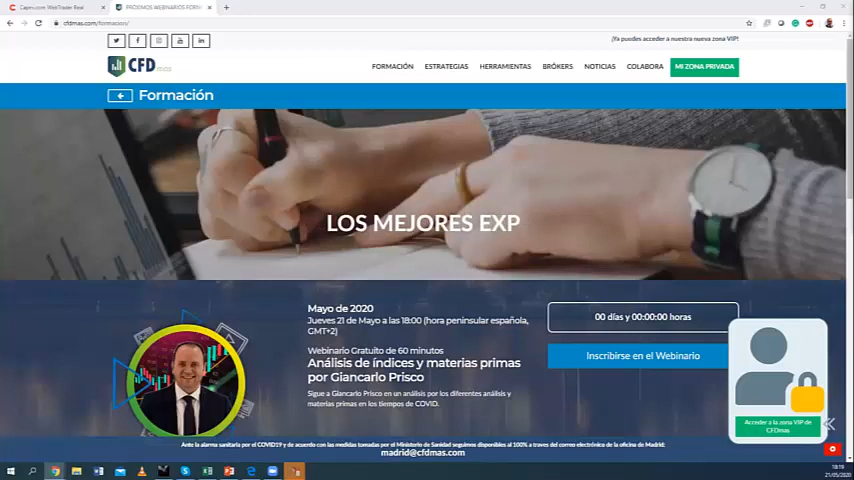 Capex.com WebTrader Real
PRÓXIMOS WEBINARIOS FORM
cfdmas.com/formacion/
¡Ya puedes acceder a nuestra nueva zona VIP!
CFD mas
FORMACIÓN ESTRATEGIAS HERRAMIENTAS BRÓKERS NOTICIAS COLABORA MI ZONA PRIVADA
Formación
LOS MEJORES EXP
Mayo de 2020
Jueves 21 de Mayo a las 18:00 (hora peninsular española,
GMT+2)
Webinario Gratuito de 60 minutos
Análisis de índices y materias primas
por Giancarlo Prisco
Sigue a Giancarlo Prisco en un análisis por los diferentes análisis y
materias primas en los tiempos de COVID.
00 días y 00:00:00 horas
Inscribirse en el Webinario
Acceder a la zona VIP de
CFDmas
Ante la alarma sanitaria por el COVID19 y de acuerdo con las medidas tomadas por el Ministerio de Sanidad seguimos disponibles al 100% a traves del correo electrónico de la oficina de Madrid:
madrid@cfdmas.com
18:19
21/05/2020